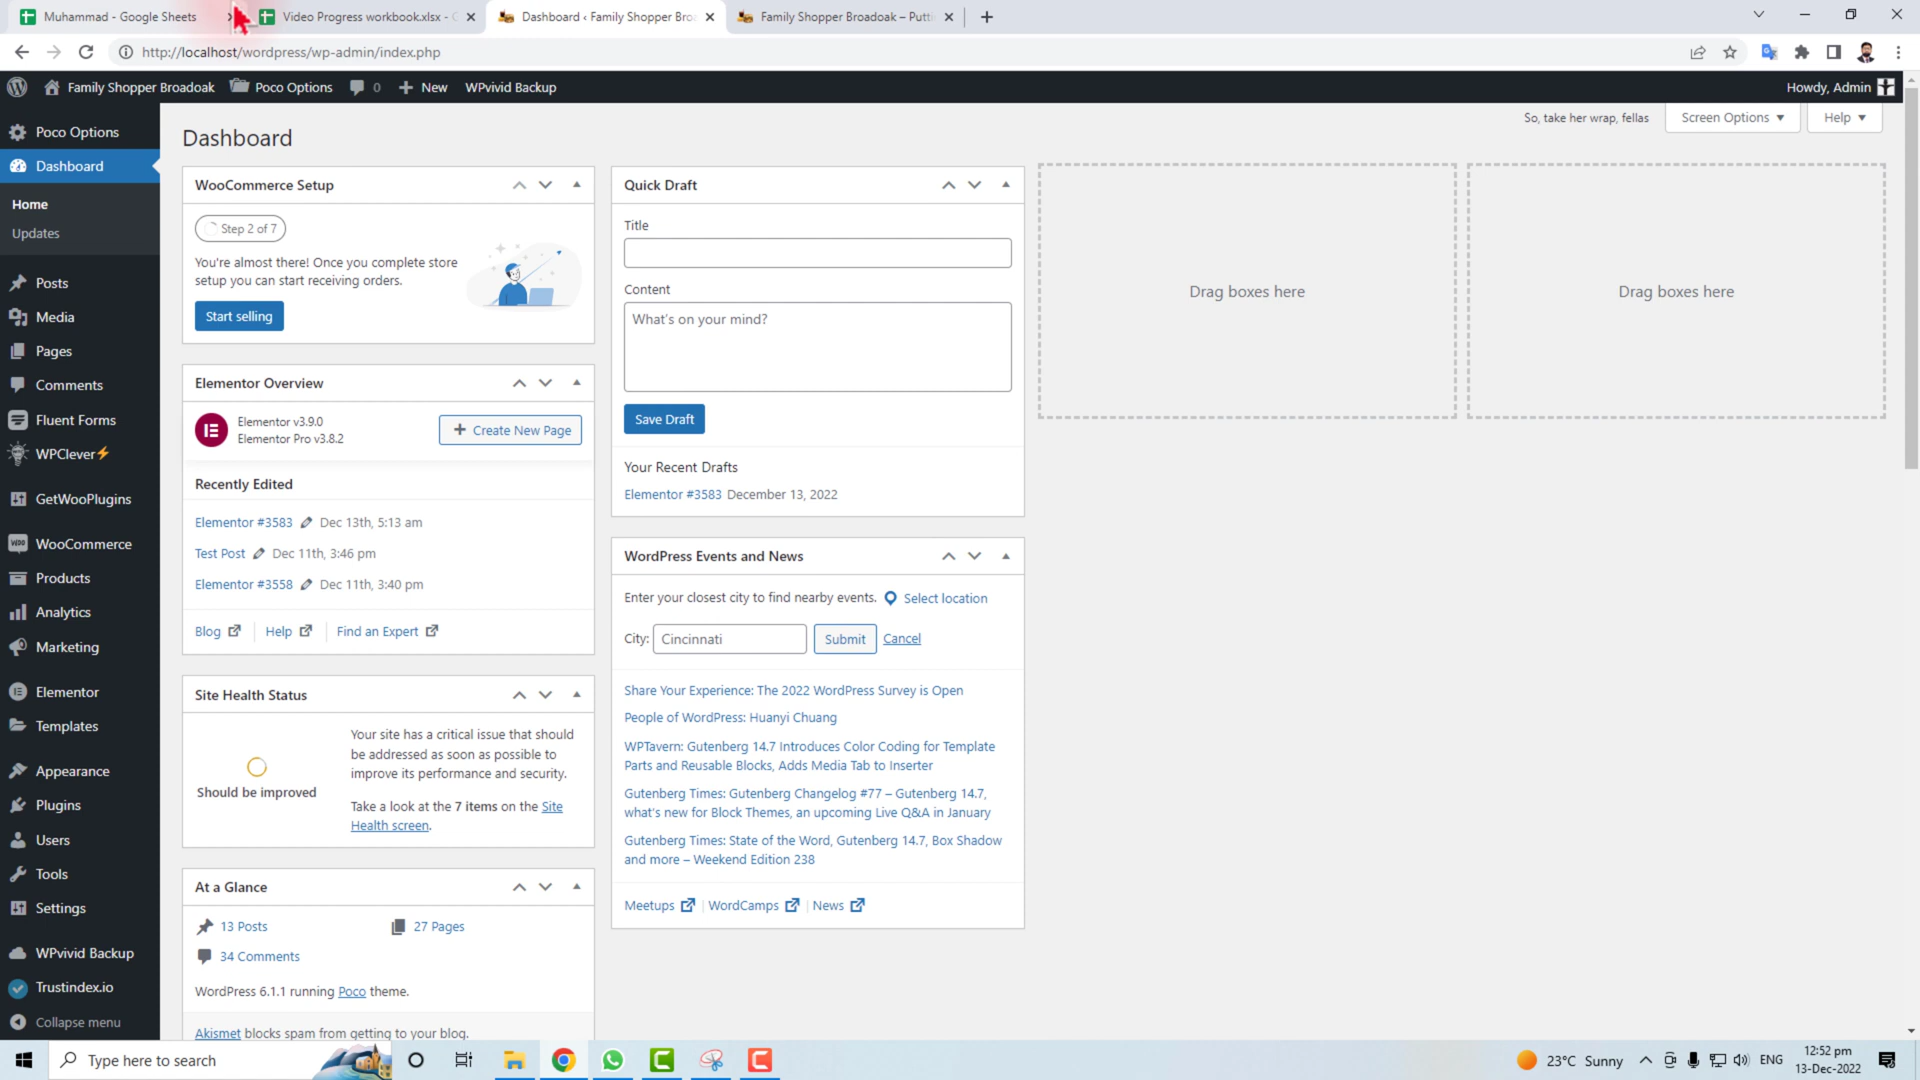 Muhammad - Google Sheets
Video Progress workbook.xlsx -
Dashboard ‹ Family Shopper Bro
Family Shopper Broadoak – Putti
http://localhost/wordpress/wp-admin/index.php
Family Shopper Broadoak
Poco Options
0
New
WPvivid Backup
Howdy, Admin
So, take her wrap, fellas
Screen Options
Help
Poco Options
Dashboard
Home
Updates
Posts
Media
Pages
Comments
Fluent Forms
WPClever
GetWooPlugins
WooCommerce
Products
Analytics
Marketing
Elementor
Templates
Appearance
Plugins
Users
Tools
Settings
WPvivid Backup
Trustindex.io
Collapse menu
Dashboard
WooCommerce Setup
Step 2 of 7
You're almost there! Once you complete store
setup you can start receiving orders.
Start selling
Elementor Overview
Elementor v3.9.0
Elementor Pro v3.8.2
Create New Page
Recently Edited
Elementor #3583 Dec 13th, 5:13 am
Test Post Dec 11th, 3:46 pm
Elementor #3558 Dec 11th, 3:40 pm
Blog
Help
Find an Expert
Site Health Status
Should be improved
Your site has a critical issue that should
be addressed as soon as possible to
improve its performance and security.
Take a look at the 7 items on the Site
Health screen.
At a Glance
13 Posts
27 Pages
34 Comments
WordPress 6.1.1 running Poco theme.
Akismet blocks spam from getting to your blog.
Quick Draft
Title
Content
What's on your mind?
Save Draft
Your Recent Drafts
Elementor #3583 December 13, 2022
WordPress Events and News
Enter your closest city to find nearby events.
Select location
City:
Cincinnati
Submit
Cancel
Share Your Experience: The 2022 WordPress Survey is Open
People of WordPress: Huanyi Chuang
WPTavern: Gutenberg 14.7 Introduces Color Coding for Template
Parts and Reusable Blocks, Adds Media Tab to Inserter
Gutenberg Times: Gutenberg Changelog #77 – Gutenberg 14.7,
what's new for Block Themes, an upcoming Live Q&A in January
Gutenberg Times: State of the Word, Gutenberg 14.7, Box Shadow
and more – Weekend Edition 238
Meetups
WordCamps
News
Drag boxes here
Drag boxes here
Type here to search
23°C Sunny
ENG
12:52 pm
13-Dec-2022